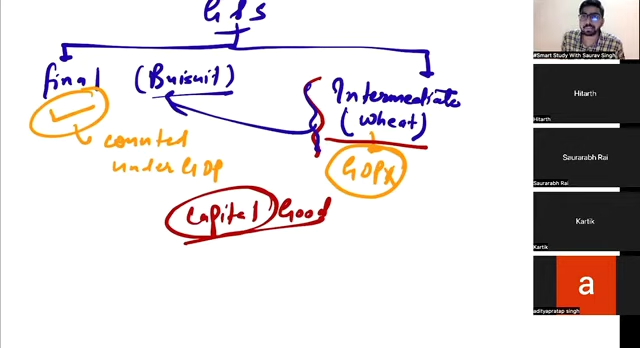 G&S
final (Buisuit) Intermediate
(wheat)
counted
under GDP
GDPX
Capital Good
#Smart Study With Saurav Singh
Hitarth
Hitarth
Saurarabh Rai
Saurarabh Rai
Kartik
Kartik
a
adityapratap singh